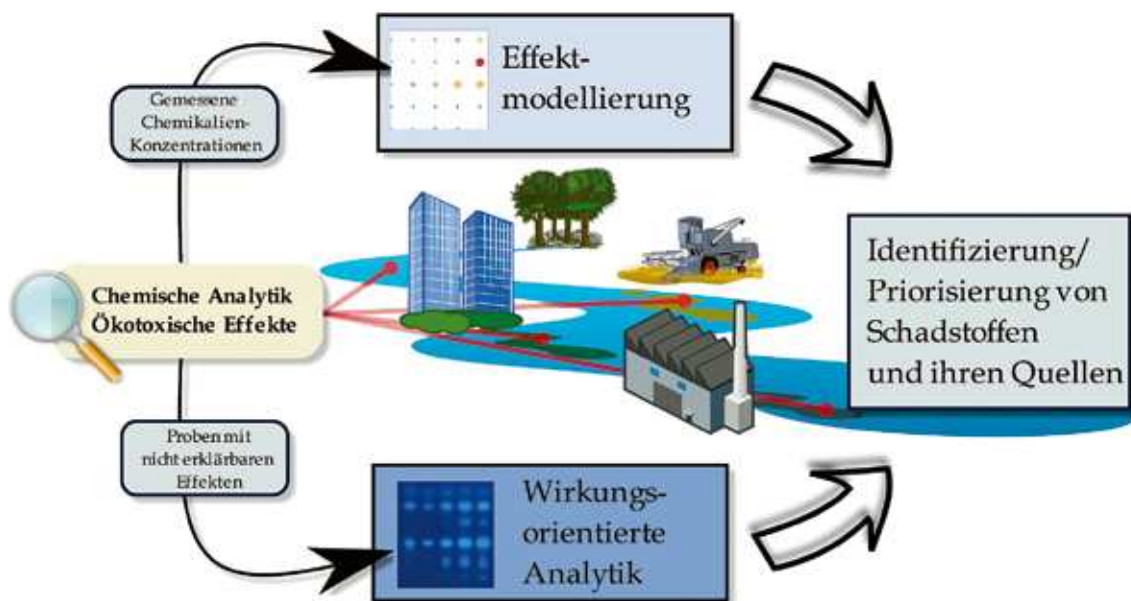 Effekt-
modellierung
Gemessene
Chemikalien-
Konzentrationen
Chemische Analytik
Ökotoxische Effekte
Identifizierung/
Priorisierung von
Schadstoffen
und ihren Quellen
Proben mit
nicht erklärbaren
Effekten
Wirkungs-
orientierte
Analytik